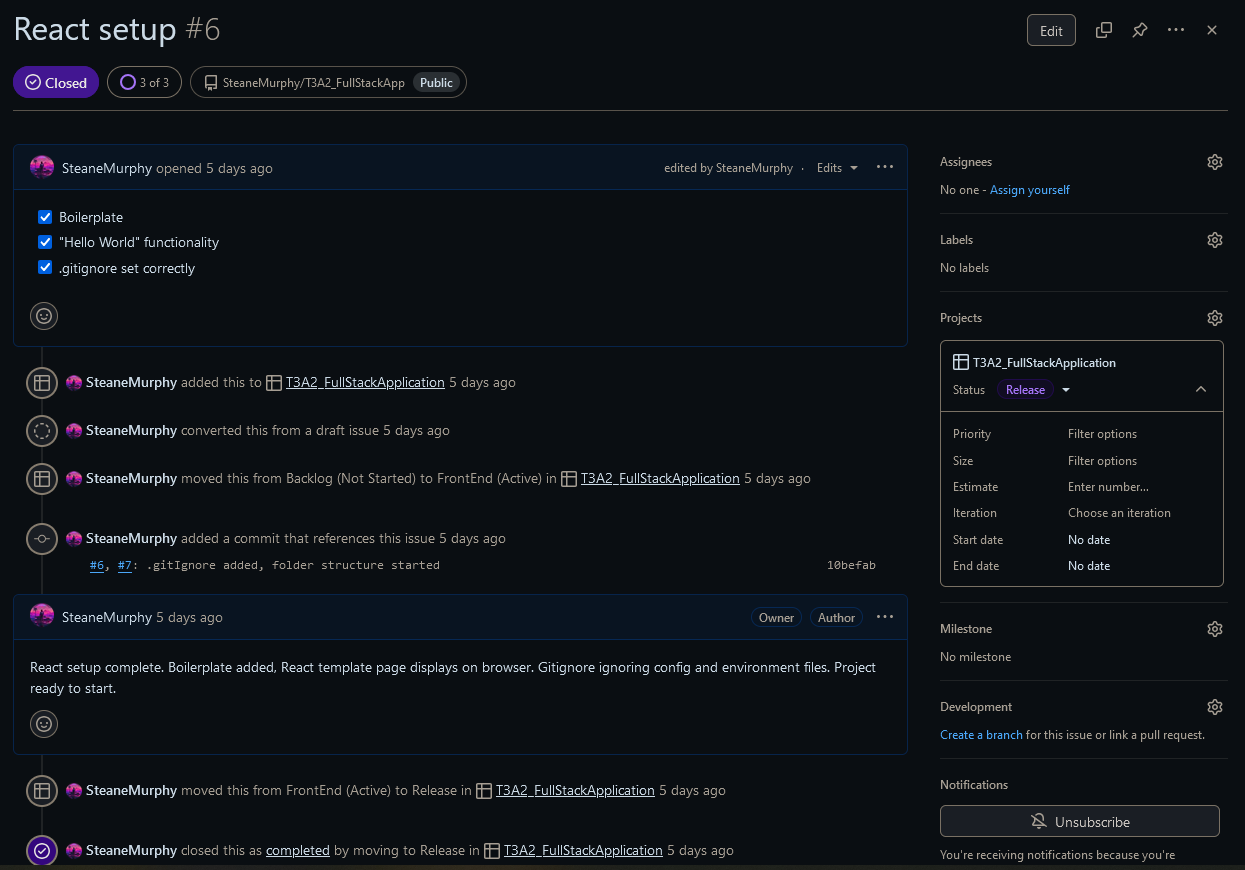 React setup #6
Edit
Closed
3 of 3
SteaneMurphy/T3A2_FullStackApp Public
SteaneMurphy opened 5 days ago
edited by SteaneMurphy · Edits
Boilerplate
"Hello World" functionality
.gitignore set correctly
SteaneMurphy added this to T3A2_FullStackApplication 5 days ago
SteaneMurphy converted this from a draft issue 5 days ago
SteaneMurphy moved this from Backlog (Not Started) to FrontEnd (Active) in T3A2_FullStackApplication 5 days ago
SteaneMurphy added a commit that references this issue 5 days ago
#6, #7: .gitIgnore added, folder structure started 10befab
SteaneMurphy 5 days ago
Owner Author
React setup complete. Boilerplate added, React template page displays on browser. Gitignore ignoring config and environment files. Project
ready to start.
SteaneMurphy moved this from FrontEnd (Active) to Release in T3A2_FullStackApplication 5 days ago
SteaneMurphy closed this as completed by moving to Release in T3A2_FullStackApplication 5 days ago
Assignees
No one - Assign yourself
Labels
No labels
Projects
T3A2_FullStackApplication
Status Release
Priority Filter options
Size Filter options
Estimate Enter number...
Iteration Choose an iteration
Start date No date
End date No date
Milestone
No milestone
Development
Create a branch for this issue or link a pull request.
Notifications
Unsubscribe
You're receiving notifications because you're